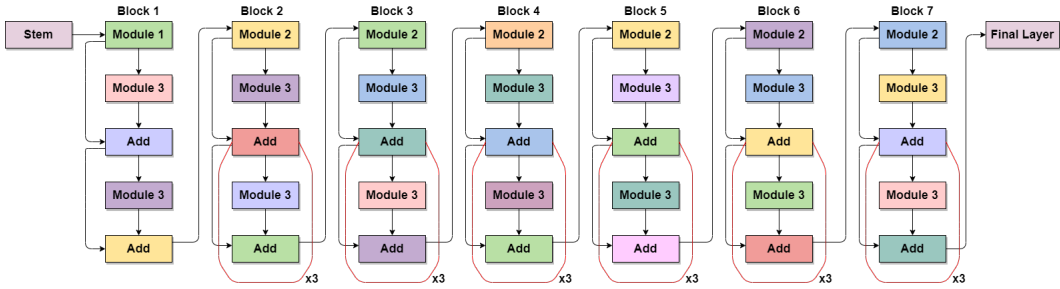 Block 1
Block 2
Block 3
Block 4
Block 5
Block 6
Block 7
Stem
Module 1
Module 2
Module 2
Module 2
Module 2
Module 2
Module 2
Final Layer
Module 3
Module 3
Module 3
Module 3
Module 3
Module 3
Module 3
Add
Add
Add
Add
Add
Add
Add
Module 3
Module 3
Module 3
Module 3
Module 3
Module 3
Module 3
Add
Add
Add
Add
Add
Add
Add
x3
x3
x3
x3
x3
x3